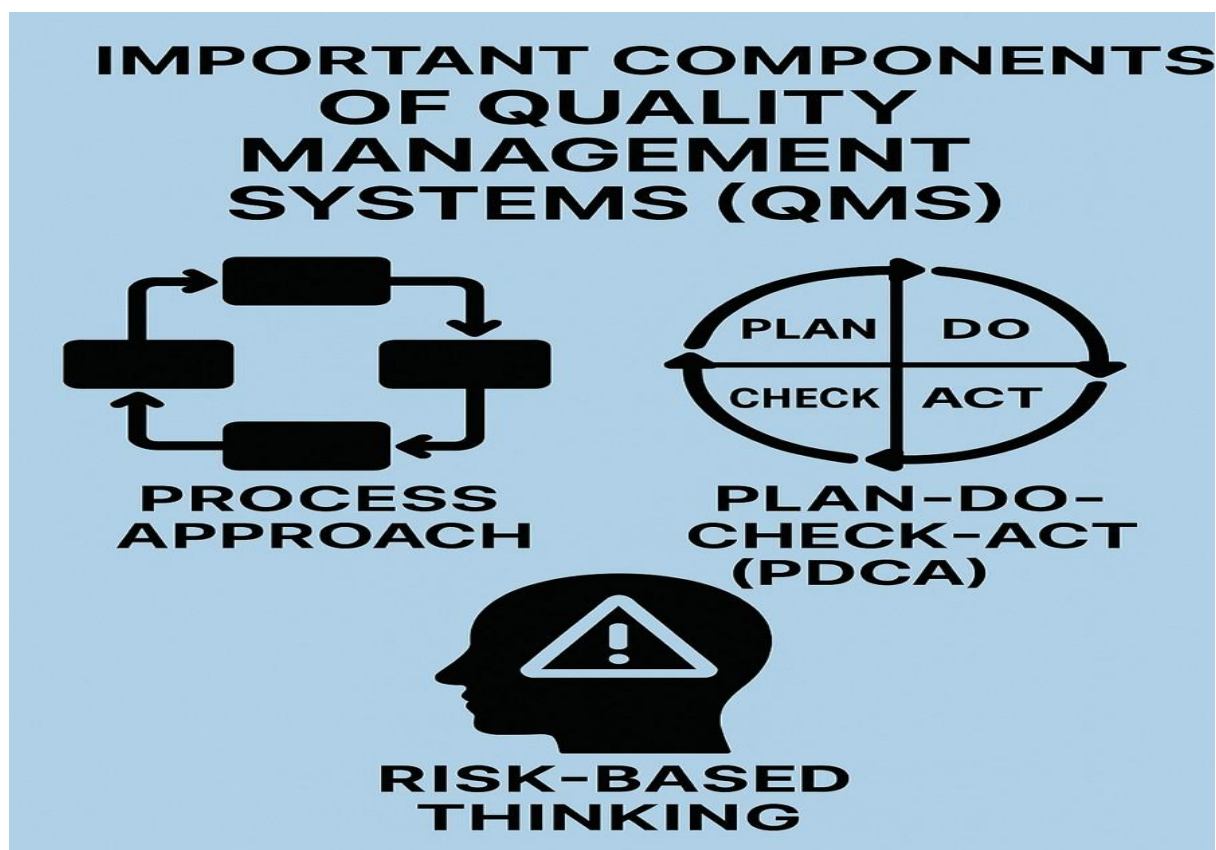 IMPORTANT COMPONENTS
OF QUALITY
MANAGEMENT
SYSTEMS (QMS)
PLAN
DO
CHECK
ACT
PROCESS
APPROACH
PLAN-DO-
CHECK-ACT
(PDCA)
!
RISK-BASED
THINKING